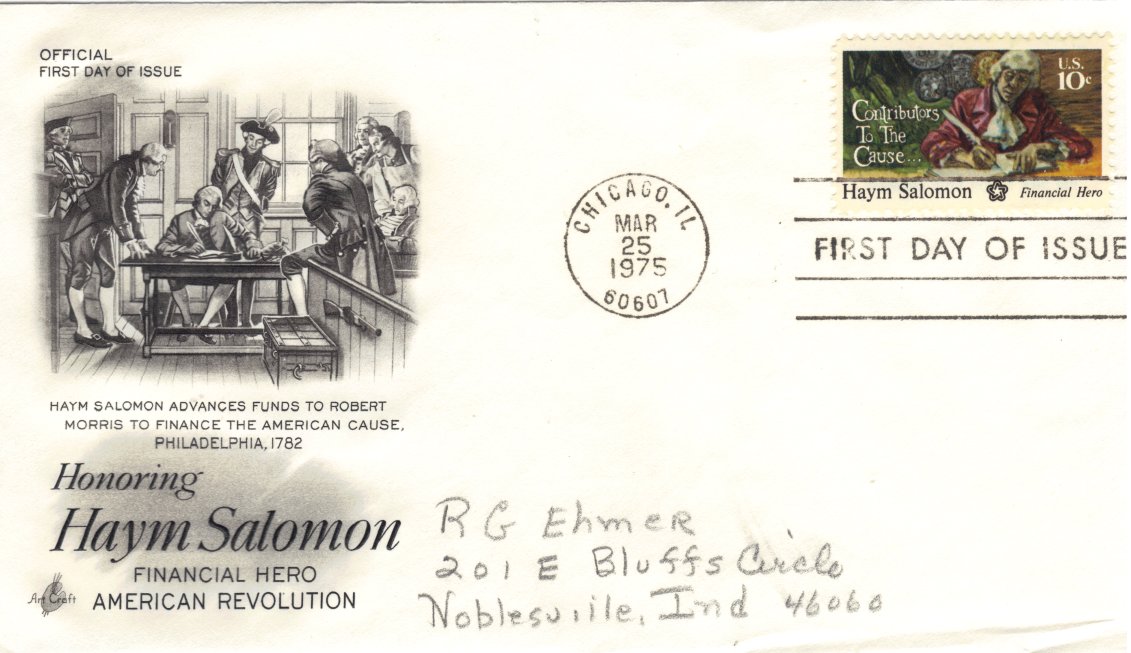 OFFICIAL
FIRST DAY OF ISSUE
HAYM SALOMON ADVANCES FUNDS TO ROBERT
MORRIS TO FINANCE THE AMERICAN CAUSE,
PHILADELPHIA, 1782
Honoring
Haym Salomon
FINANCIAL HERO
AMERICAN REVOLUTION
Art Craft
CHICAGO, IL
MAR
25
1975
60607
U.S.
10c
Contributors
To The
Cause...
Haym Salomon Financial Hero
FIRST DAY OF ISSUE
R G Ehmer
201 E Bluffs Circle
Noblesville, Ind 46060